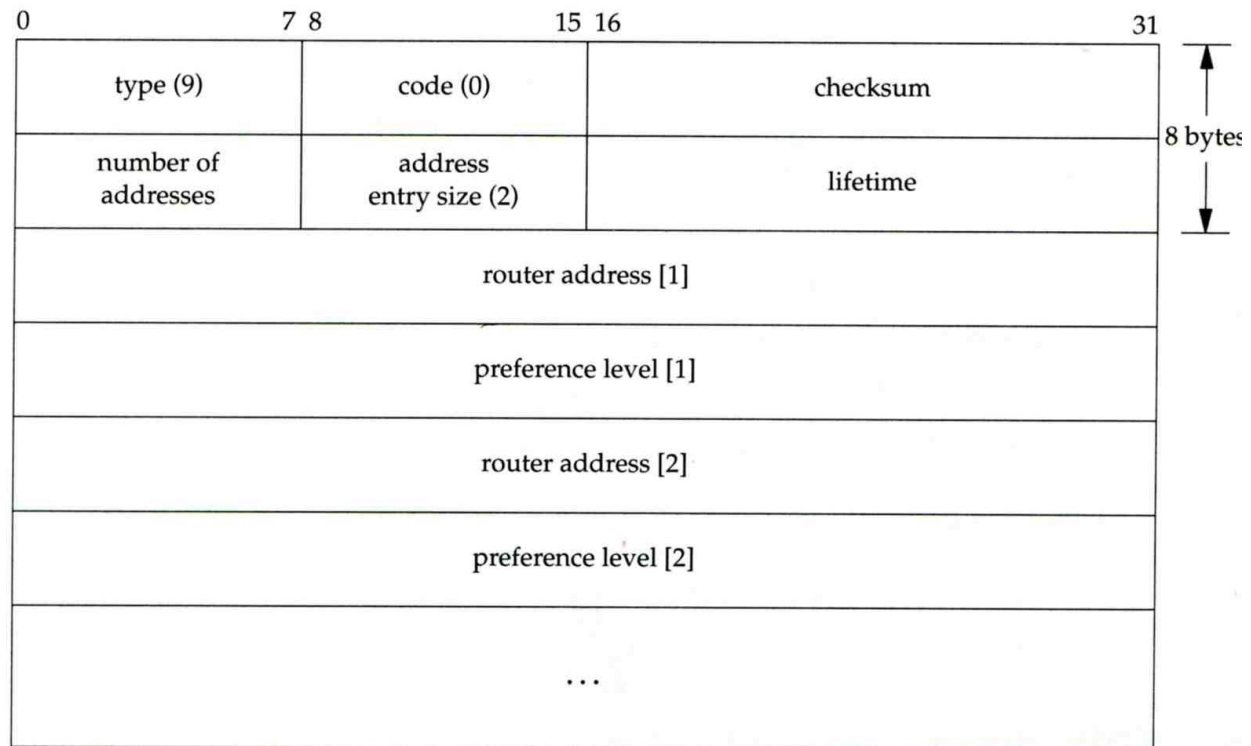 0 7 8 15 16 31
type (9) code (0) checksum
8 bytes
number of addresses address entry size (2) lifetime
router address [1]
preference level [1]
router address [2]
preference level [2]
...